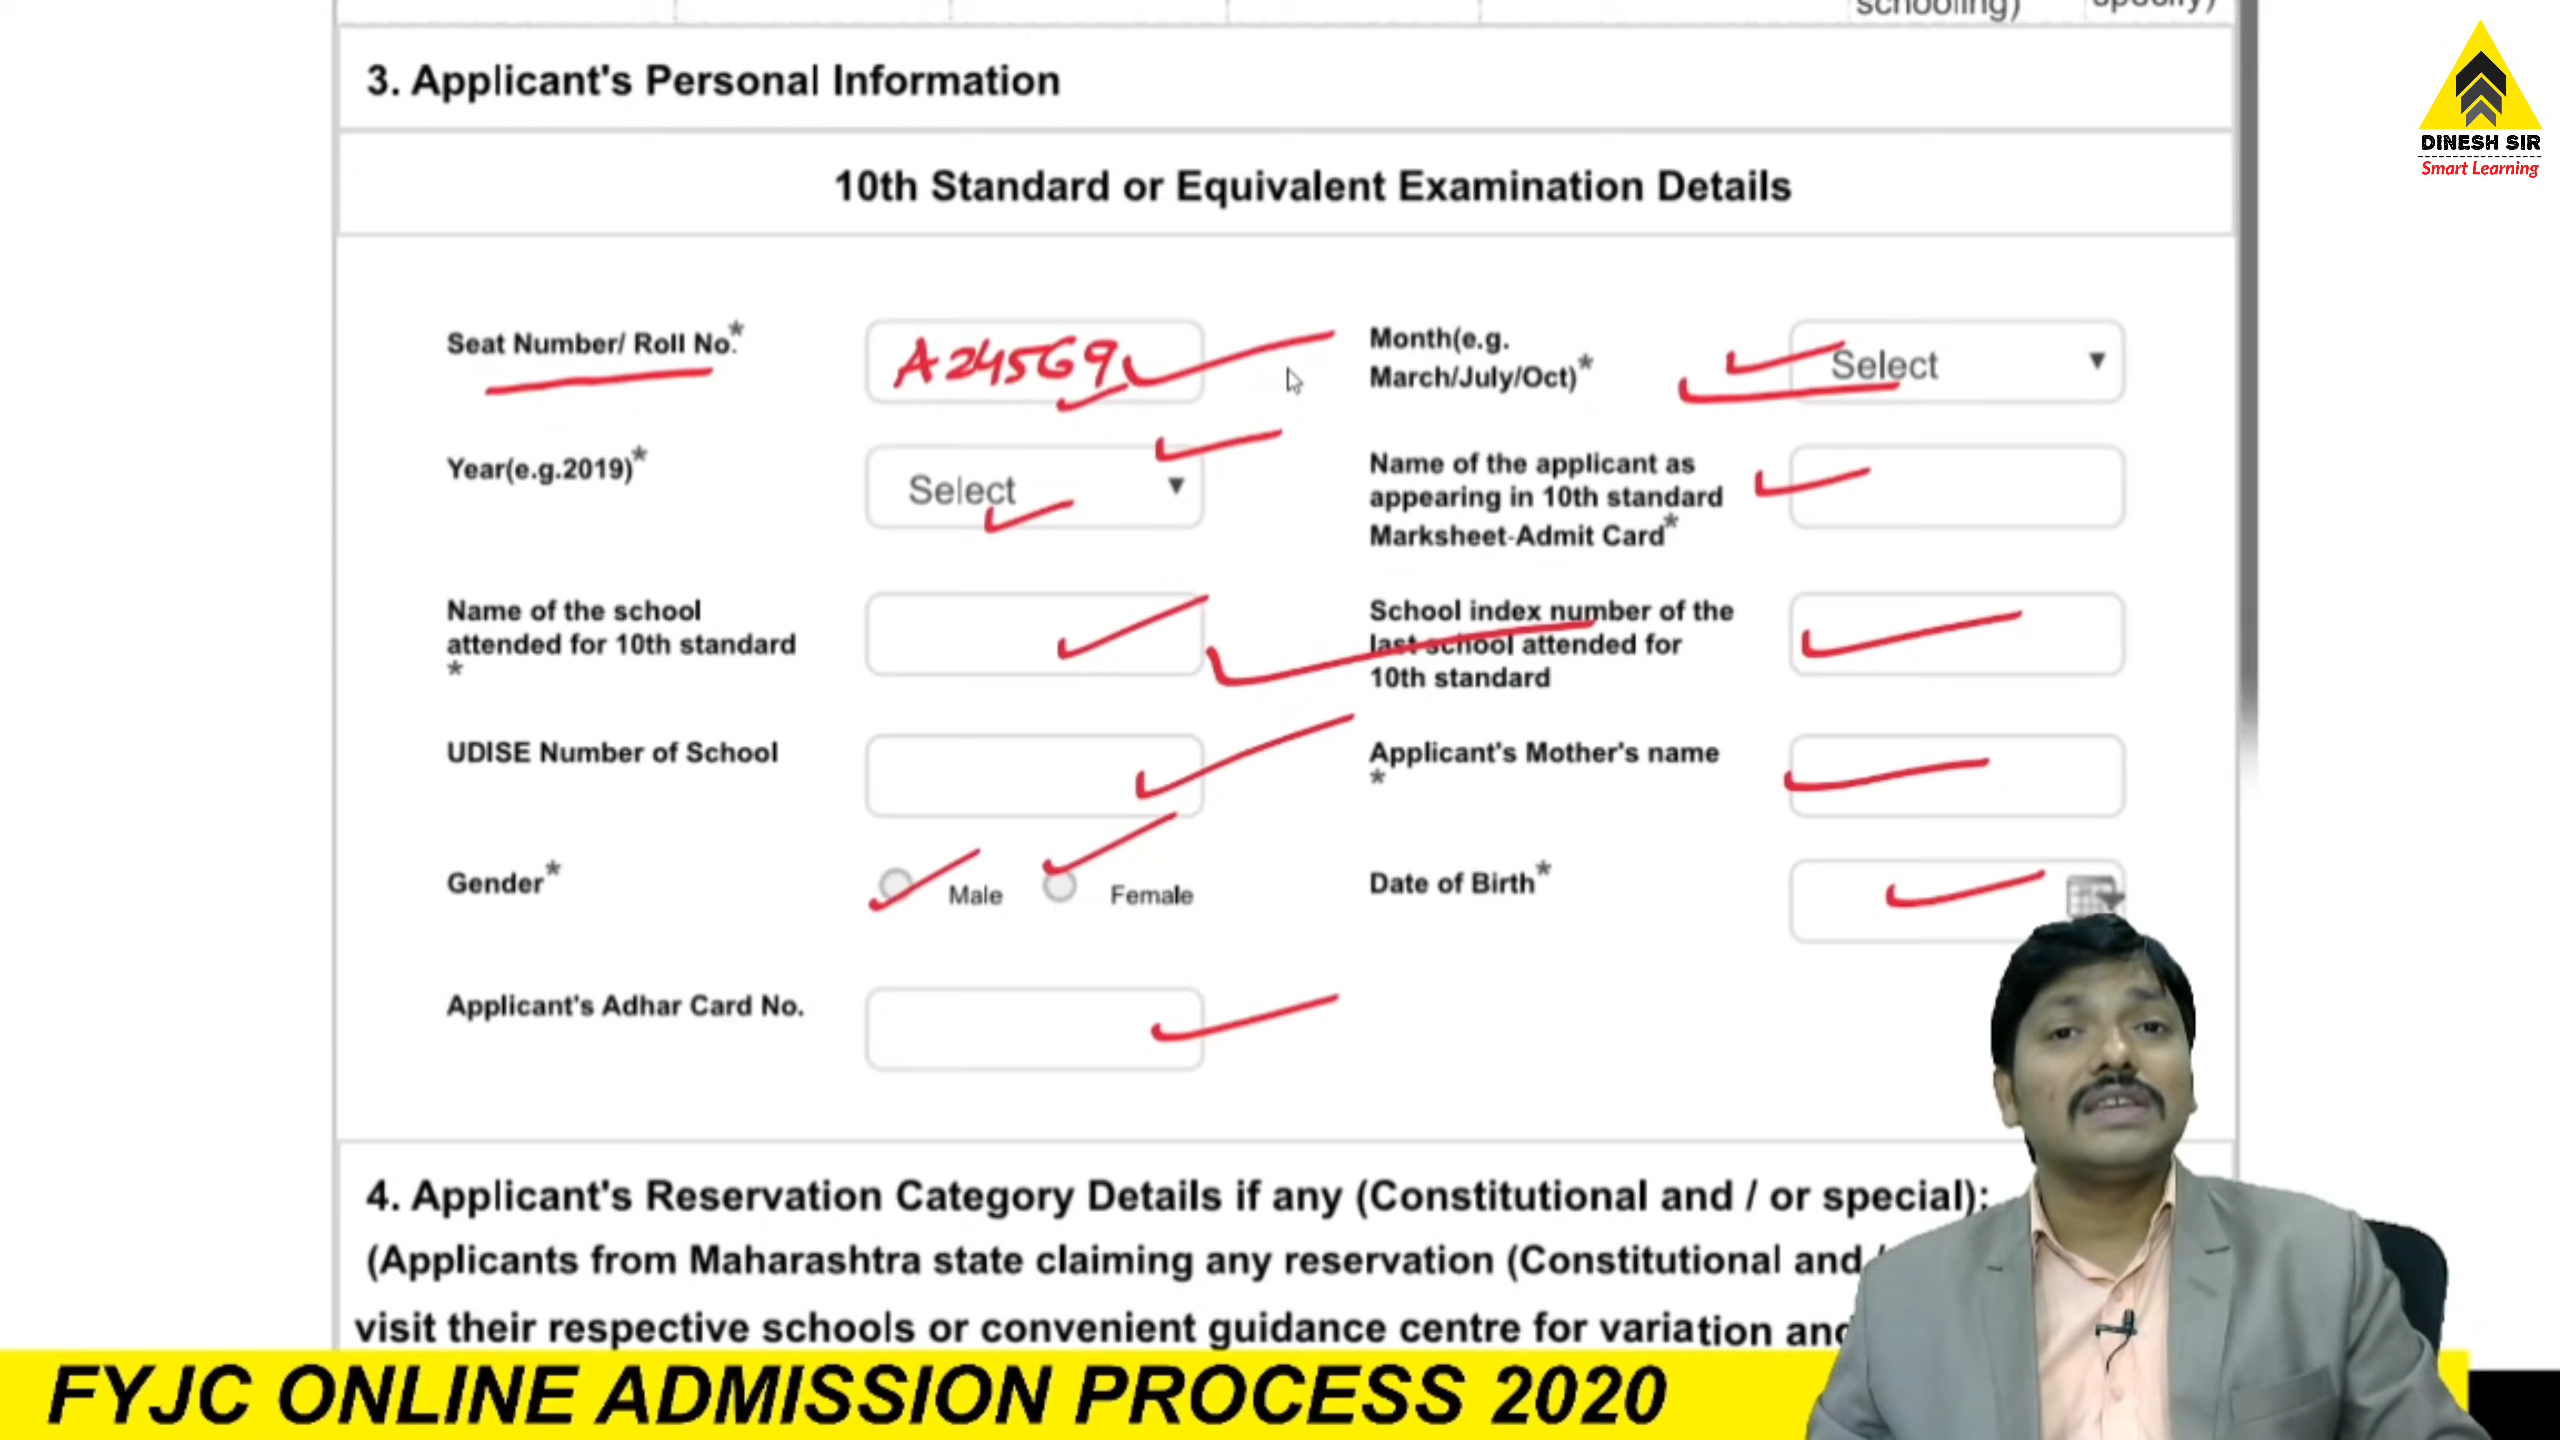 schooling)
specify)
3. Applicant's Personal Information
DINESH SIR
Smart Learning
10th Standard or Equivalent Examination Details
Seat Number/ Roll No.*
A24569
Month(e.g.
March/July/Oct)*
Select
Year(e.g.2019)*
Select
Name of the applicant as
appearing in 10th standard
Marksheet-Admit Card*
Name of the school
attended for 10th standard
*
School index number of the
last school attended for
10th standard
UDISE Number of School
Applicant's Mother's name
*
Gender*
Male
Female
Date of Birth*
Applicant's Adhar Card No.
4. Applicant's Reservation Category Details if any (Constitutional and / or special):
(Applicants from Maharashtra state claiming any reservation (Constitutional and /
visit their respective schools or convenient guidance centre for variation and
FYJC ONLINE ADMISSION PROCESS 2020